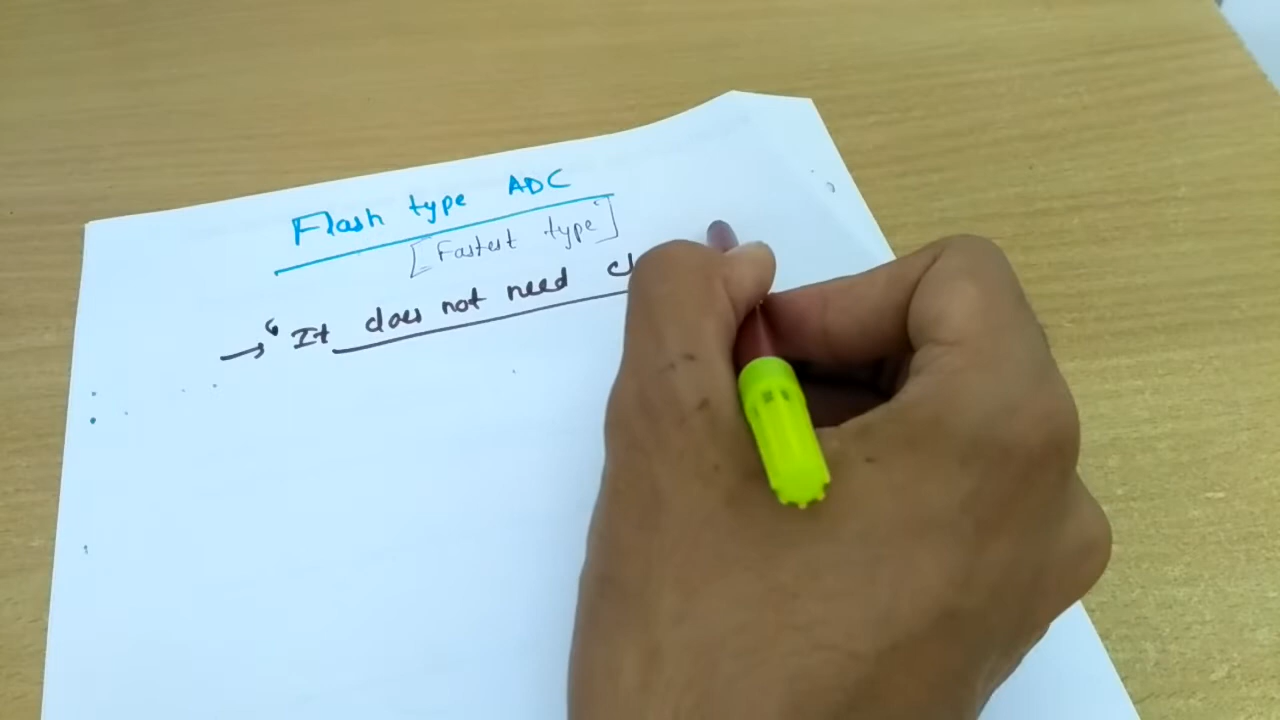 Flash type ADC
[Fastest type]
→ "It does not need